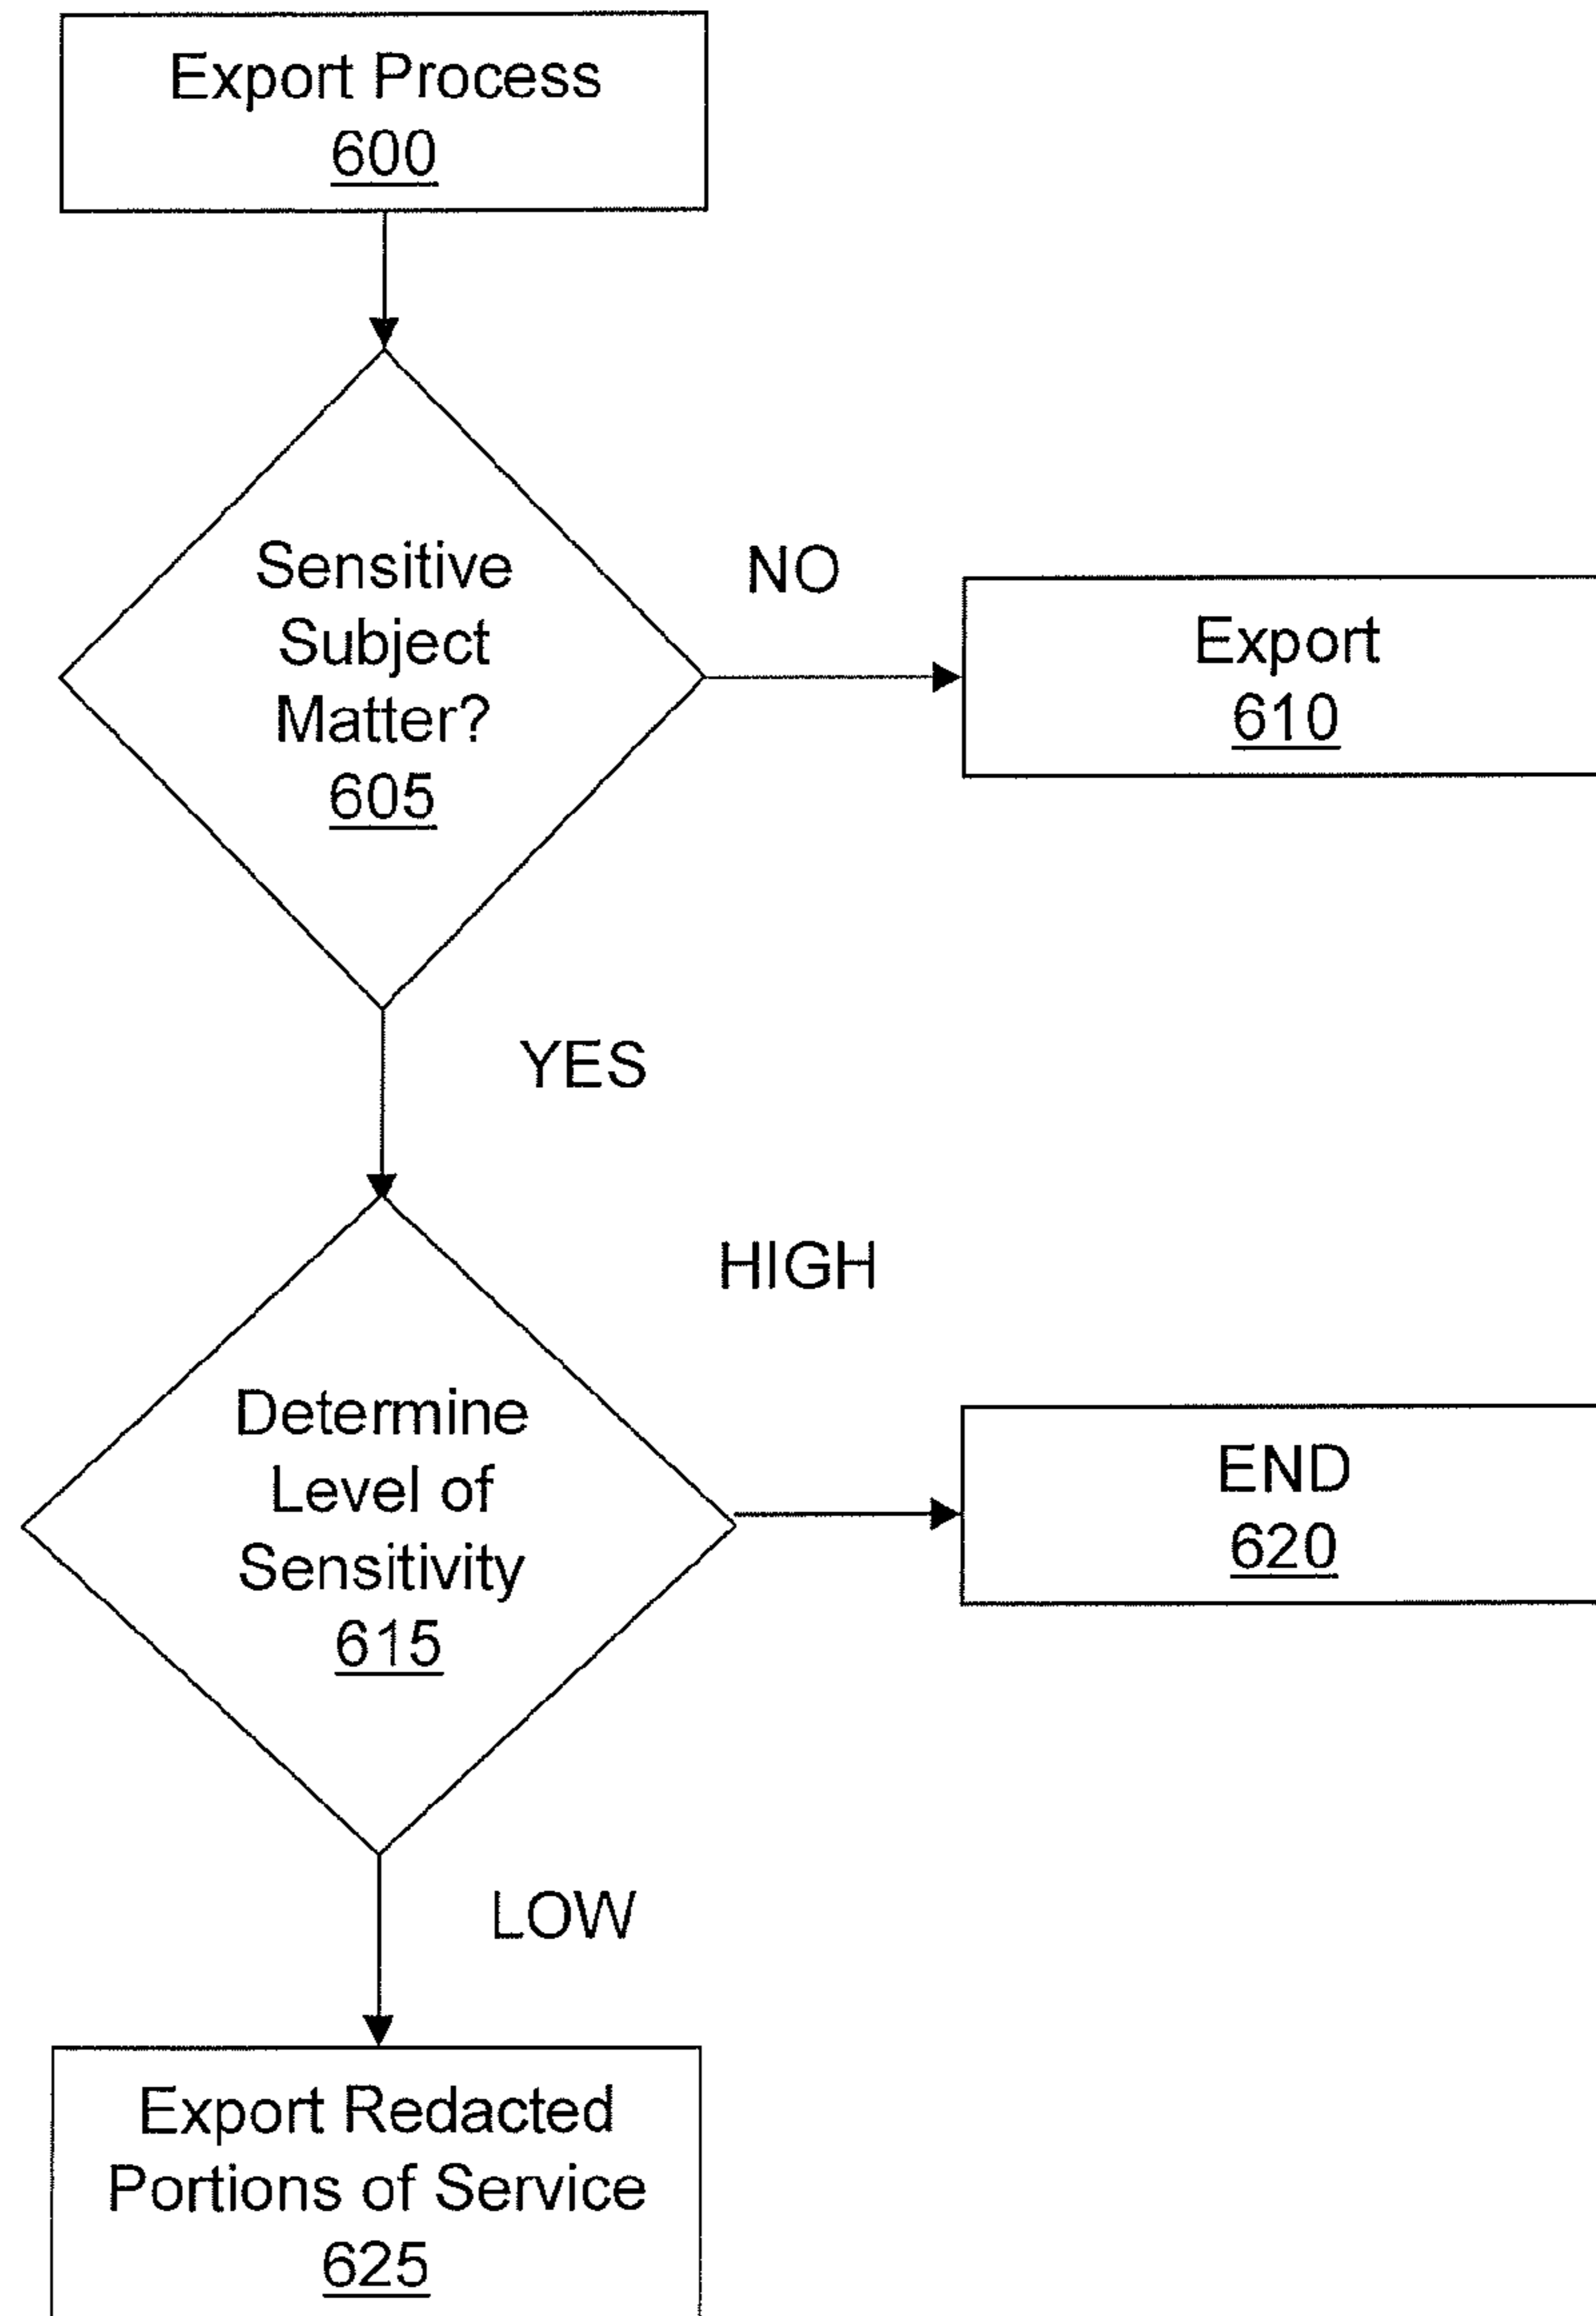 Export Process
600
Sensitive
Subject
Matter?
605
NO
Export
610
YES
HIGH
Determine
Level of
Sensitivity
615
END
620
LOW
Export Redacted
Portions of Service
625